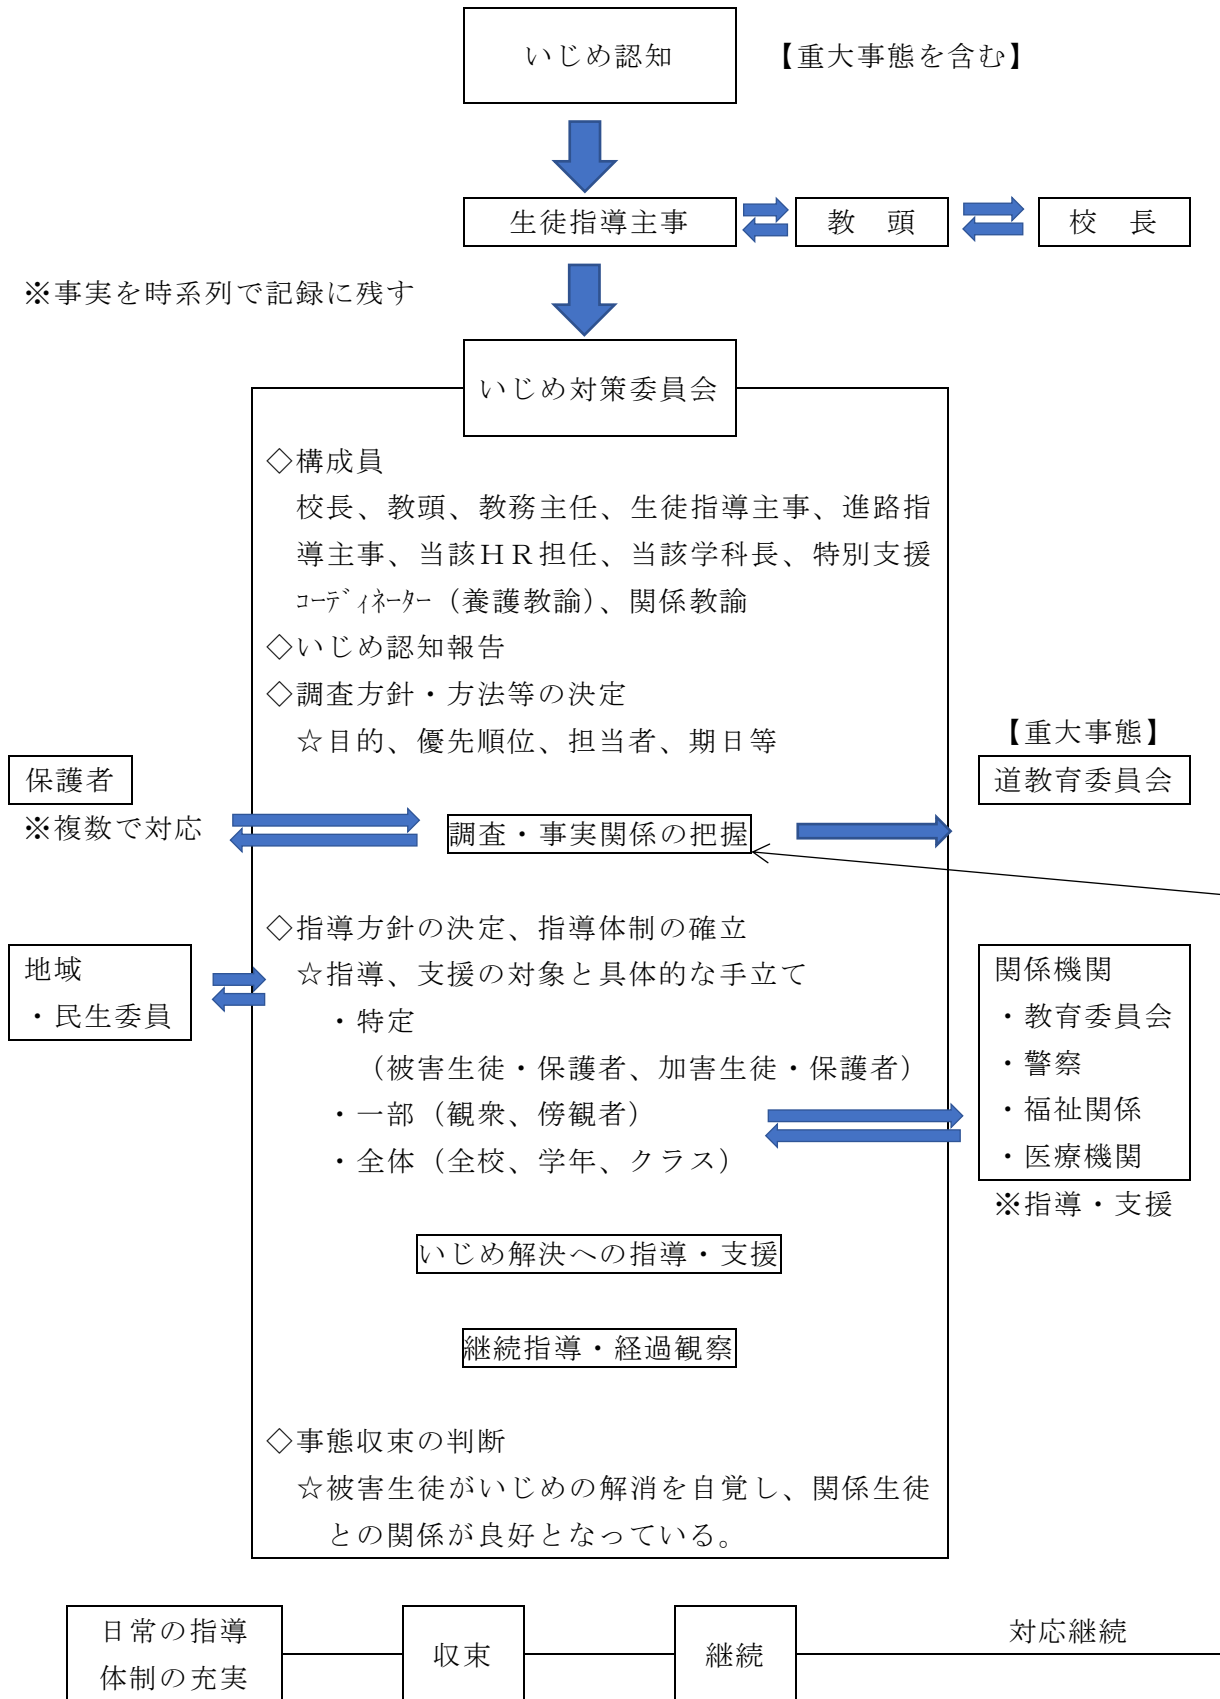 いじめ認知
【重大事態を含む】
生徒指導主事
教　頭
校　長
※事実を時系列で記録に残す
いじめ対策委員会
◇構成員
校長、教頭、教務主任、生徒指導主事、進路指
導主事、当該ＨＲ担任、当該学科長、特別支援
ｺｰﾃﾞｨﾈｰﾀｰ（養護教諭）、関係教諭
◇いじめ認知報告
◇調査方針・方法等の決定
☆目的、優先順位、担当者、期日等
【重大事態】
保護者
道教育委員会
※複数で対応
調査・事実関係の把握
◇指導方針の決定、指導体制の確立
地域
・民生委員
☆指導、支援の対象と具体的な手立て
・特定
（被害生徒・保護者、加害生徒・保護者）
・一部（観衆、傍観者）
・全体（全校、学年、クラス）
関係機関
・教育委員会
・警察
・福祉関係
・医療機関
※指導・支援
いじめ解決への指導・支援
継続指導・経過観察
◇事態収束の判断
☆被害生徒がいじめの解消を自覚し、関係生徒
との関係が良好となっている。
日常の指導
体制の充実
収束
継続
対応継続